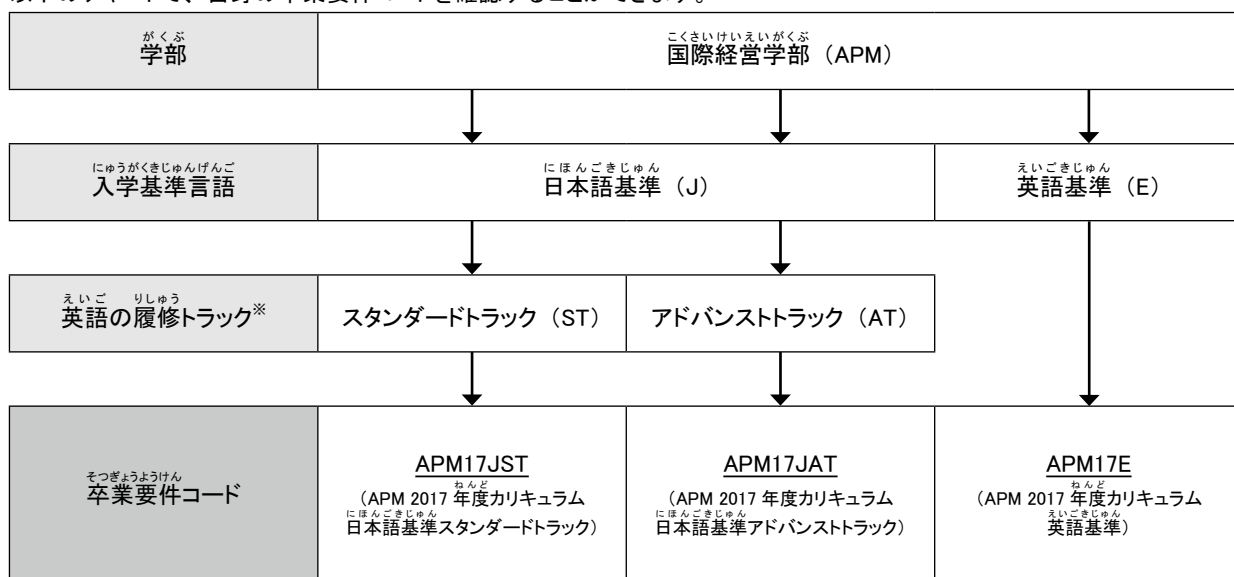 以下のチャートで、自身の卒業要件コードを確認することができます。
がくぶ
学部
こくさいけいえいがくぶ
国際経営学部（APM）
にゅうがくきじゅんげんご
入学基準言語
にほんごきじゅん
日本語基準（J）
えいごきじゅん
英語基準（E）
えいご りしゅう
英語の履修トラック※
スタンダードトラック（ST）
アドバンストトラック（AT）
そつぎょうようけん
卒業要件コード
APM17JST
ねんど
（APM 2017 年度カリキュラム
にほんごきじゅん
日本語基準スタンダードトラック）
APM17JAT
ねんど
（APM 2017 年度カリキュラム
にほんごきじゅん
日本語基準アドバンストトラック）
APM17E
ねんど
（APM 2017 年度カリキュラム
えいごきじゅん
英語基準）